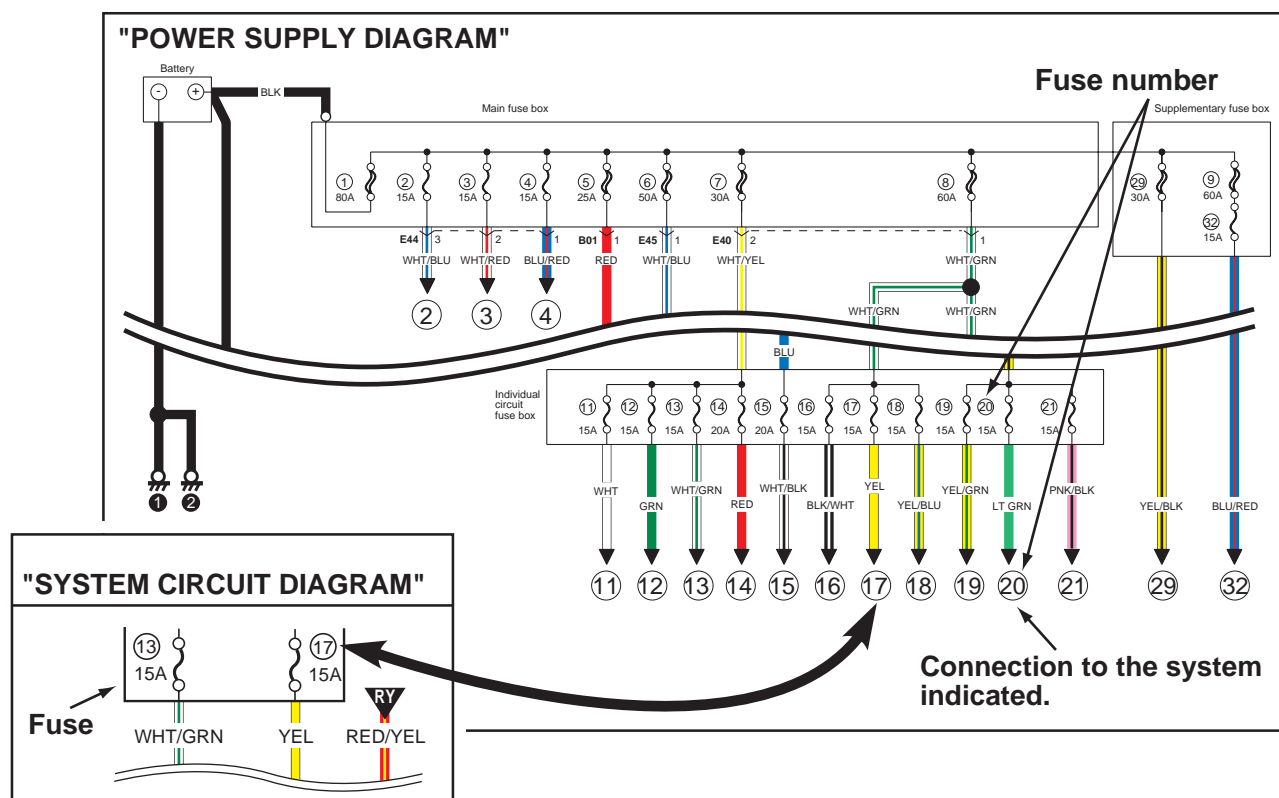 "POWER SUPPLY DIAGRAM"
Battery
- +
BLK
Fuse number
Main fuse box
Supplementary fuse box
1 2 3 4 5 6 7 8 29 9
80A 15A 15A 15A 25A 50A 30A 60A 30A 60A
32
15A
E44 3 2 1 B01 1 E45 1 E40 2 1
WHT/BLU WHT/RED BLU/RED RED WHT/BLU WHT/YEL WHT/GRN
2 3 4
WHT/GRN WHT/GRN
BLU
Individual
circuit
fuse box
11 12 13 14 15 16 17 18 19 20 21
15A 15A 15A 20A 20A 15A 15A 15A 15A 15A 15A
WHT GRN WHT/GRN RED WHT/BLK BLK/WHT YEL YEL/BLU YEL/GRN LT GRN PNK/BLK YEL/BLK BLU/RED
1 2
11 12 13 14 15 16 17 18 19 20 21 29 32
"SYSTEM CIRCUIT DIAGRAM"
13 17
15A 15A
Fuse
RY
WHT/GRN YEL RED/YEL
Connection to the system
indicated.